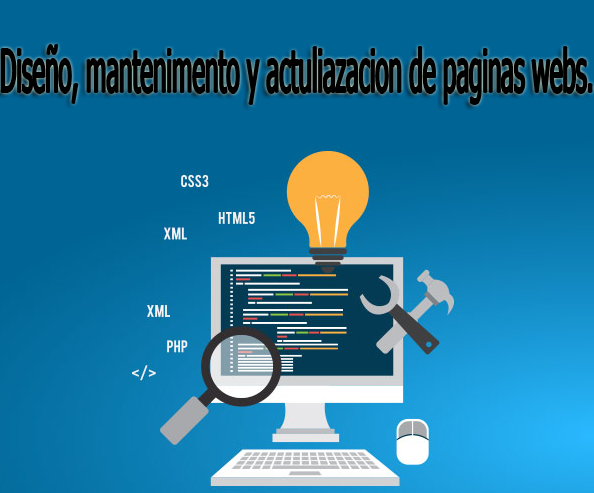 Diseño, mantenimento y actuliazacion de paginas webs.
CSS3
HTML5
XML
XML
PHP
</>